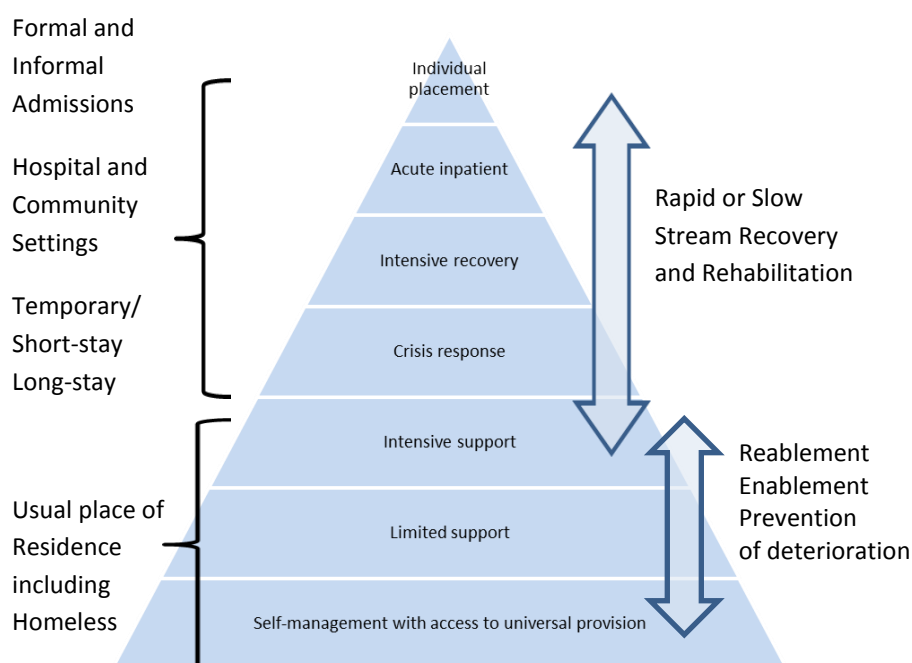 Formal and
Informal
Admissions
Hospital and
Community
Settings
Temporary/
Short-stay
Long-stay
Usual place of
Residence
including
Homeless
Individual
placement
Acute inpatient
Intensive recovery
Crisis response
Intensive support
Limited support
Self-management with access to universal provision
Rapid or Slow
Stream Recovery
and Rehabilitation
Reablement
Enablement
Prevention
of deterioration